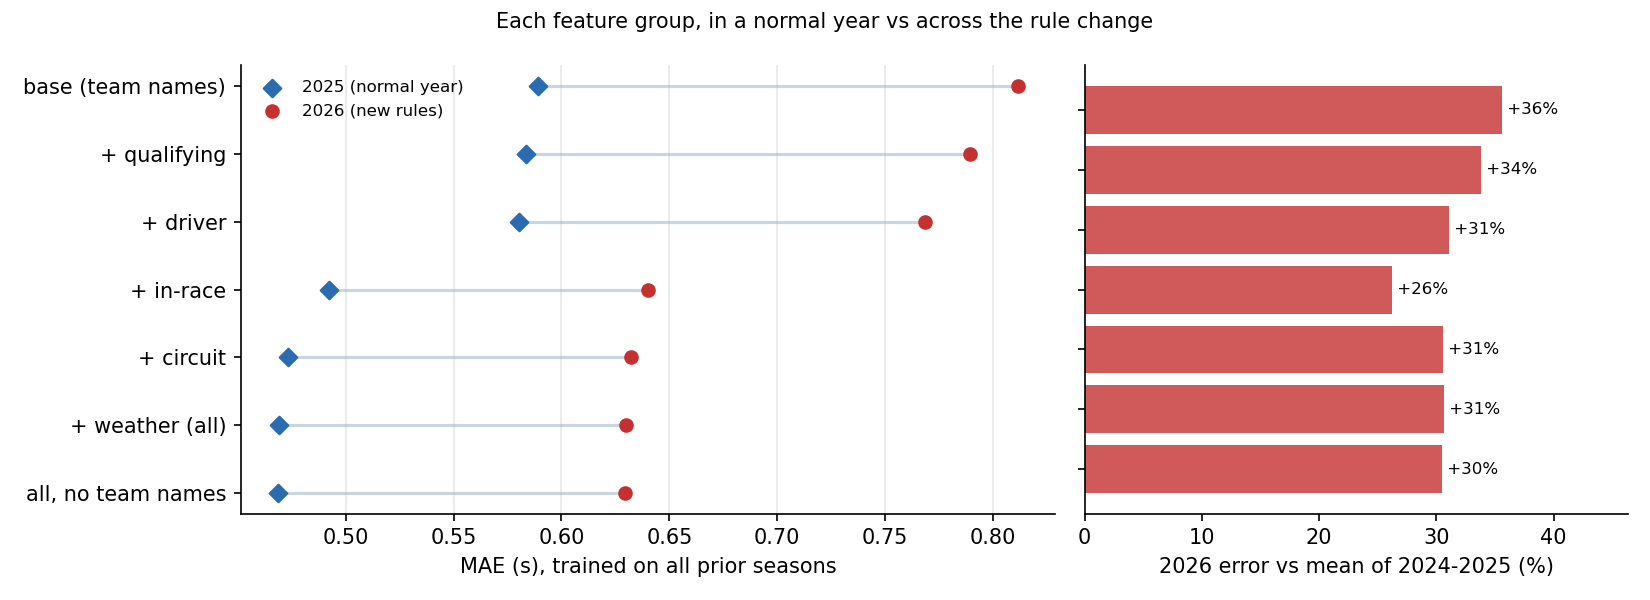 Each feature group, in a normal year vs across the rule change
base (team names)
+ qualifying
+ driver
+ in-race
+ circuit
+ weather (all)
all, no team names
2025 (normal year)
2026 (new rules)
0.50 0.55 0.60 0.65 0.70 0.75 0.80
MAE (s), trained on all prior seasons
+36%
+34%
+31%
+26%
+31%
+31%
+30%
0 10 20 30 40
2026 error vs mean of 2024-2025 (%)